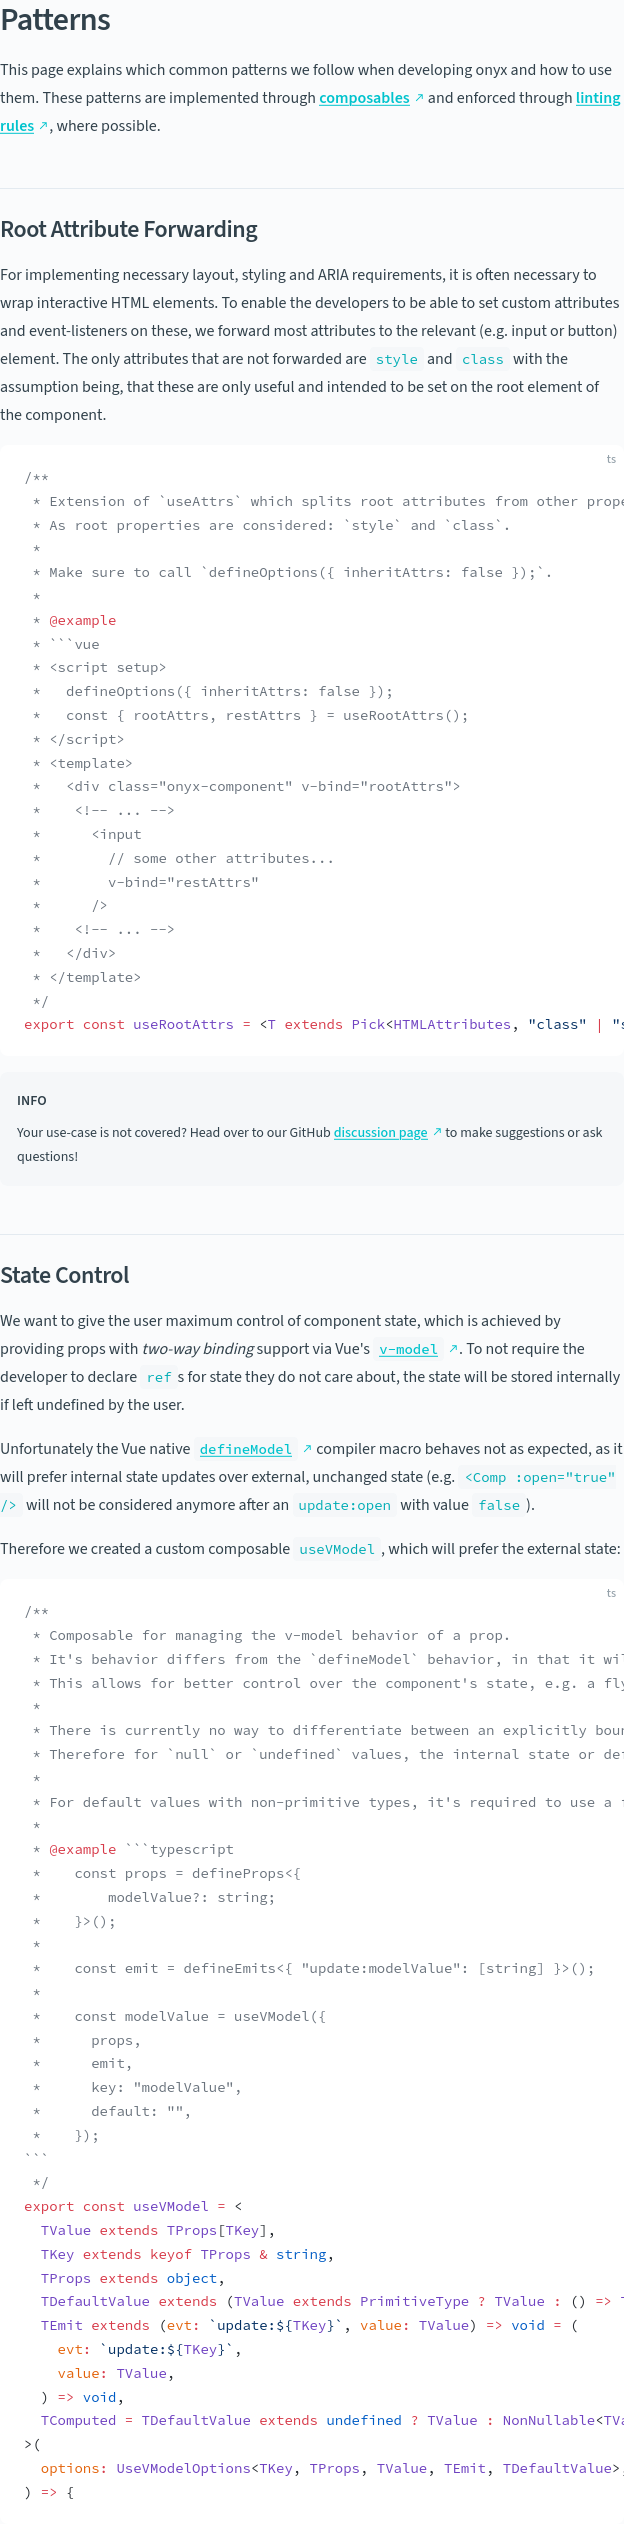 Patterns
This page explains which common patterns we follow when developing onyx and how to use
them. These patterns are implemented through composables ↗ and enforced through linting
rules ↗, where possible.
Root Attribute Forwarding
For implementing necessary layout, styling and ARIA requirements, it is often necessary to
wrap interactive HTML elements. To enable the developers to be able to set custom attributes
and event-listeners on these, we forward most attributes to the relevant (e.g. input or button)
element. The only attributes that are not forwarded are style and class with the
assumption being, that these are only useful and intended to be set on the root element of
the component.
ts
/**
 * Extension of `useAttrs` which splits root attributes from other prope
 * As root properties are considered: `style` and `class`.
 *
 * Make sure to call `defineOptions({ inheritAttrs: false });`.
 *
 * @example
 * ```vue
 * <script setup>
 *   defineOptions({ inheritAttrs: false });
 *   const { rootAttrs, restAttrs } = useRootAttrs();
 * </script>
 * <template>
 *   <div class="onyx-component" v-bind="rootAttrs">
 *    <!-- ... -->
 *      <input
 *        // some other attributes...
 *        v-bind="restAttrs"
 *      />
 *    <!-- ... -->
 *   </div>
 * </template>
 */
export const useRootAttrs = <T extends Pick<HTMLAttributes, "class" | "s
INFO
Your use-case is not covered? Head over to our GitHub discussion page ↗ to make suggestions or ask
questions!
State Control
We want to give the user maximum control of component state, which is achieved by
providing props with two-way binding support via Vue's v-model ↗. To not require the
developer to declare ref s for state they do not care about, the state will be stored internally
if left undefined by the user.
Unfortunately the Vue native defineModel ↗ compiler macro behaves not as expected, as it
will prefer internal state updates over external, unchanged state (e.g. <Comp :open="true"
/> will not be considered anymore after an update:open with value false ).
Therefore we created a custom composable useVModel , which will prefer the external state:
ts
/**
 * Composable for managing the v-model behavior of a prop.
 * It's behavior differs from the `defineModel` behavior, in that it wil
 * This allows for better control over the component's state, e.g. a fly
 *
 * There is currently no way to differentiate between an explicitly boun
 * Therefore for `null` or `undefined` values, the internal state or def
 *
 * For default values with non-primitive types, it's required to use a f
 *
 * @example ```typescript
 *    const props = defineProps<{
 *        modelValue?: string;
 *    }>();
 *
 *    const emit = defineEmits<{ "update:modelValue": [string] }>();
 *
 *    const modelValue = useVModel({
 *      props,
 *      emit,
 *      key: "modelValue",
 *      default: "",
 *    });
```
 */
export const useVModel = <
  TValue extends TProps[TKey],
  TKey extends keyof TProps & string,
  TProps extends object,
  TDefaultValue extends (TValue extends PrimitiveType ? TValue : () => T
  TEmit extends (evt: `update:${TKey}`, value: TValue) => void = (
    evt: `update:${TKey}`,
    value: TValue,
  ) => void,
  TComputed = TDefaultValue extends undefined ? TValue : NonNullable<TVa
>(
  options: UseVModelOptions<TKey, TProps, TValue, TEmit, TDefaultValue>,
) => {